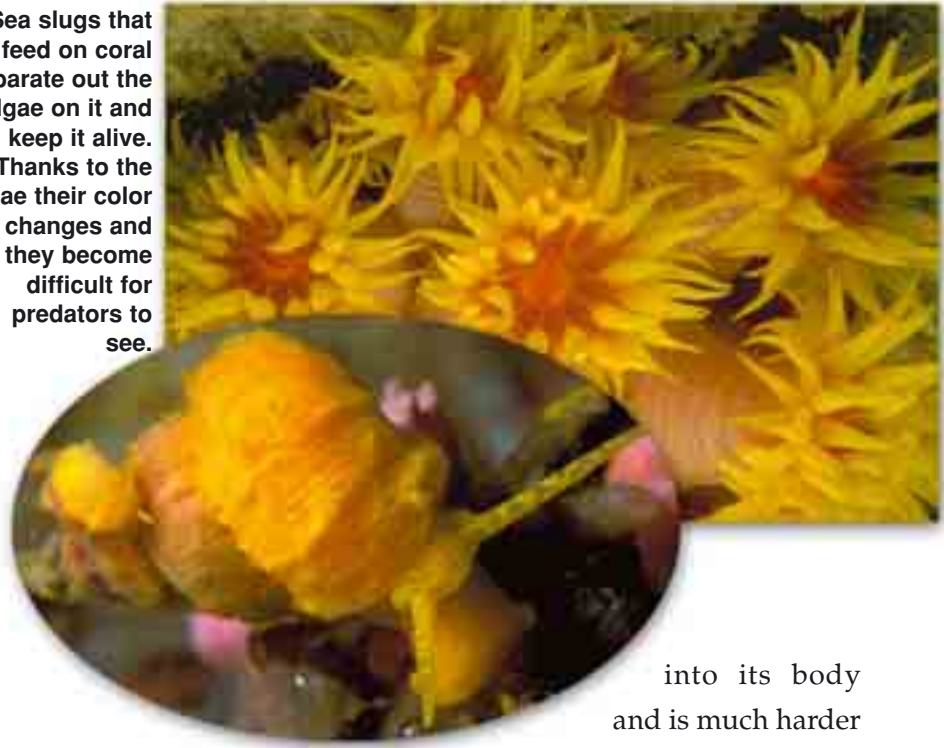 Sea slugs that
feed on coral
parate out the
lgae on it and
keep it alive.
Thanks to the
ae their color
changes and
they become
difficult for
predators to
see.
into its body
and is much harder